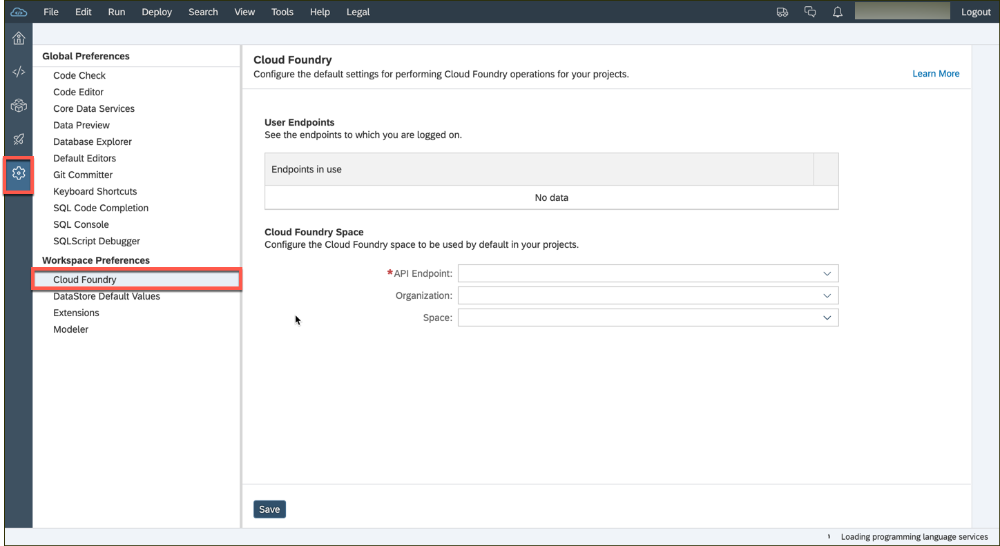 File Edit Run Deploy Search View Tools Help Legal Logout
Global Preferences
Code Check
Code Editor
Core Data Services
Data Preview
Database Explorer
Default Editors
Git Committer
Keyboard Shortcuts
SQL Code Completion
SQL Console
SQLScript Debugger
Workspace Preferences
Cloud Foundry
DataStore Default Values
Extensions
Modeler
Cloud Foundry
Configure the default settings for performing Cloud Foundry operations for your projects.
Learn More
User Endpoints
See the endpoints to which you are logged on.
Endpoints in use
No data
Cloud Foundry Space
Configure the Cloud Foundry space to be used by default in your projects.
*API Endpoint:
Organization:
Space:
Save
Loading programming language services